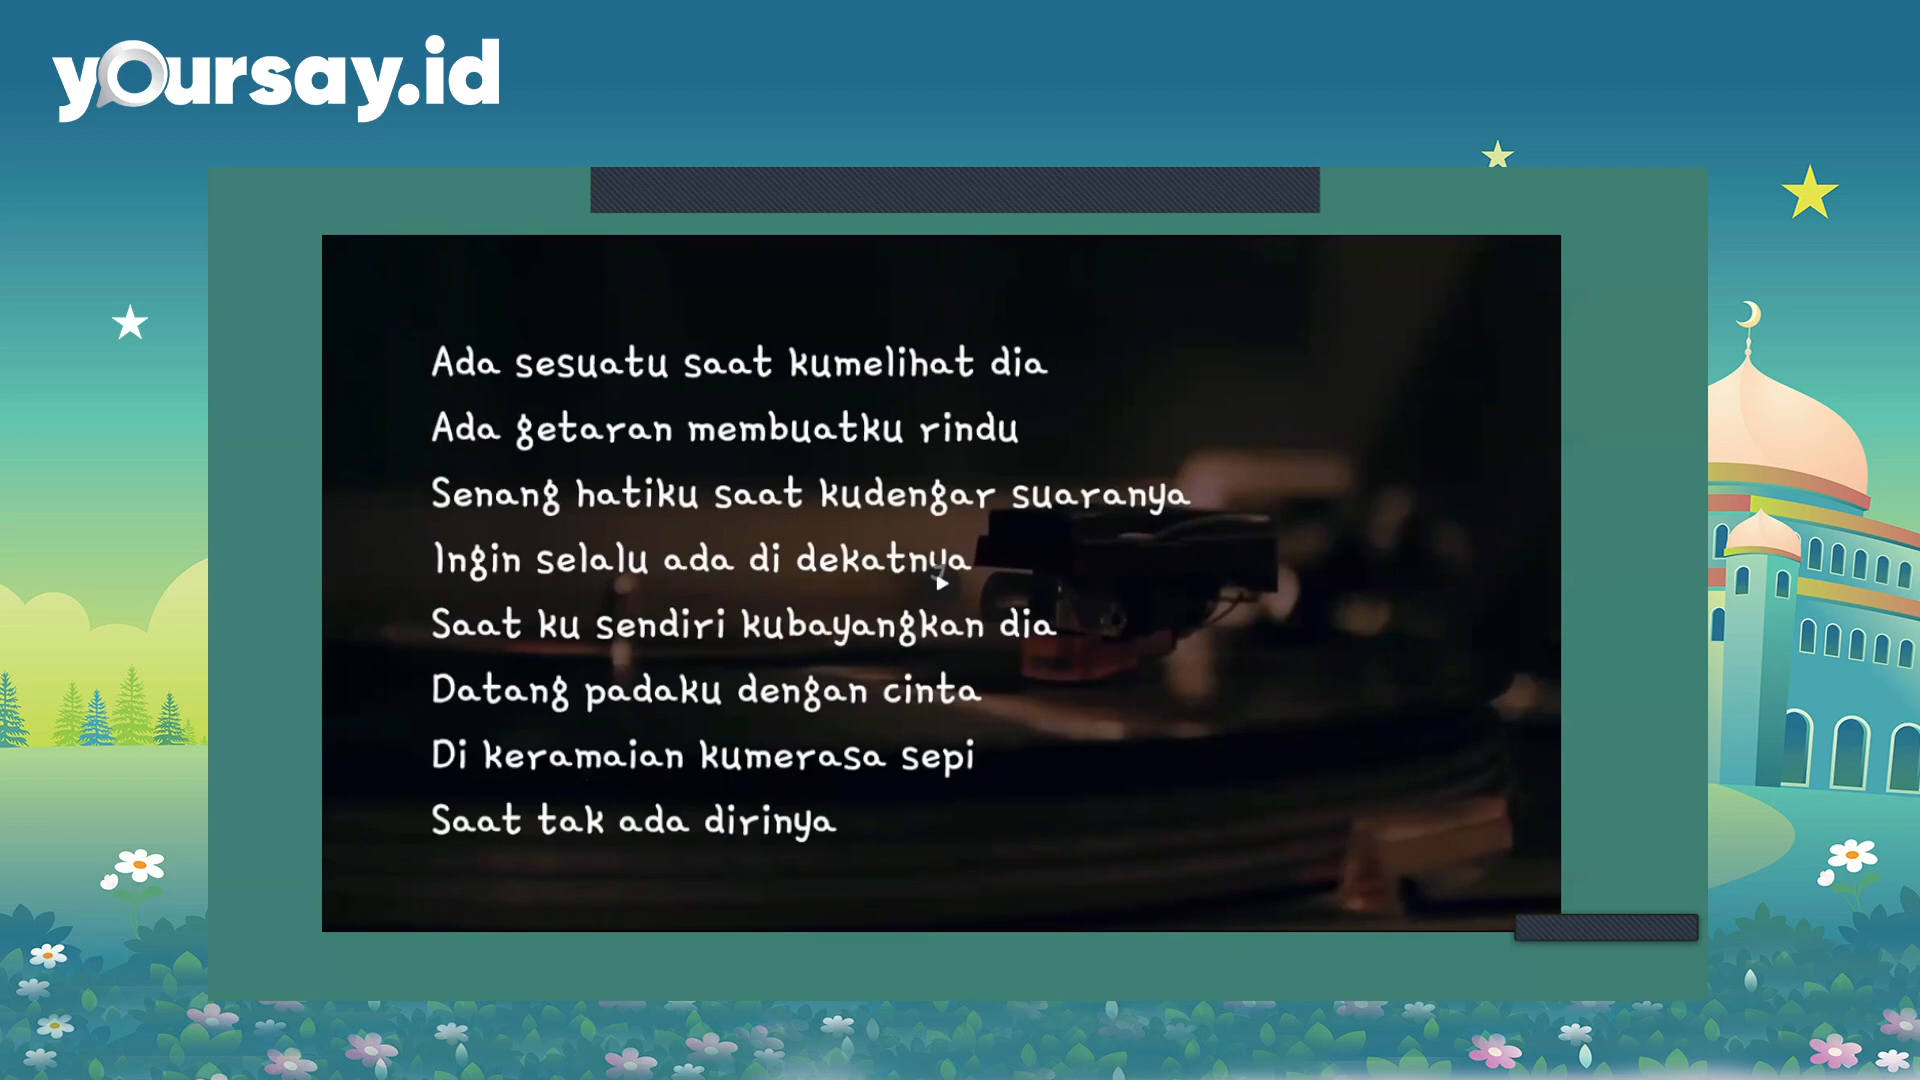 yoursay.id
Ada sesuatu saat kumelihat dia
Ada getaran membuatku rindu
Senang hatiku saat kudengar suaranya
Ingin selalu ada di dekatnya
Saat ku sendiri kubayangkan dia
Datang padaku dengan cinta
Di keramaian kumerasa sepi
Saat tak ada dirinya